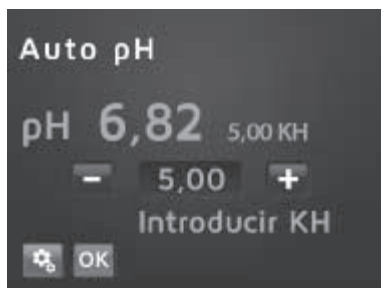 Auto pH
pH 6,82 5,00 KH
- 5,00 +
Introducir KH
OK